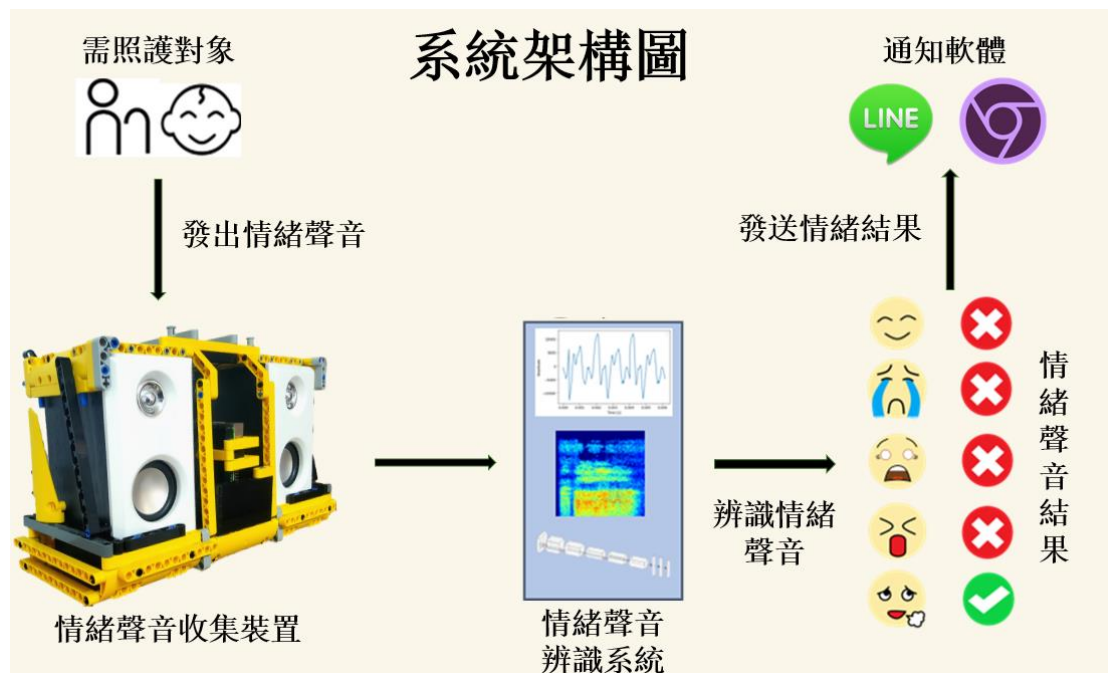 系統架構圖
需照護對象
通知軟體
LINE
發出情緒聲音
發送情緒結果
情緒聲音結果
辨識情緒
聲音
情緒聲音收集裝置
情緒聲音
辨識系統